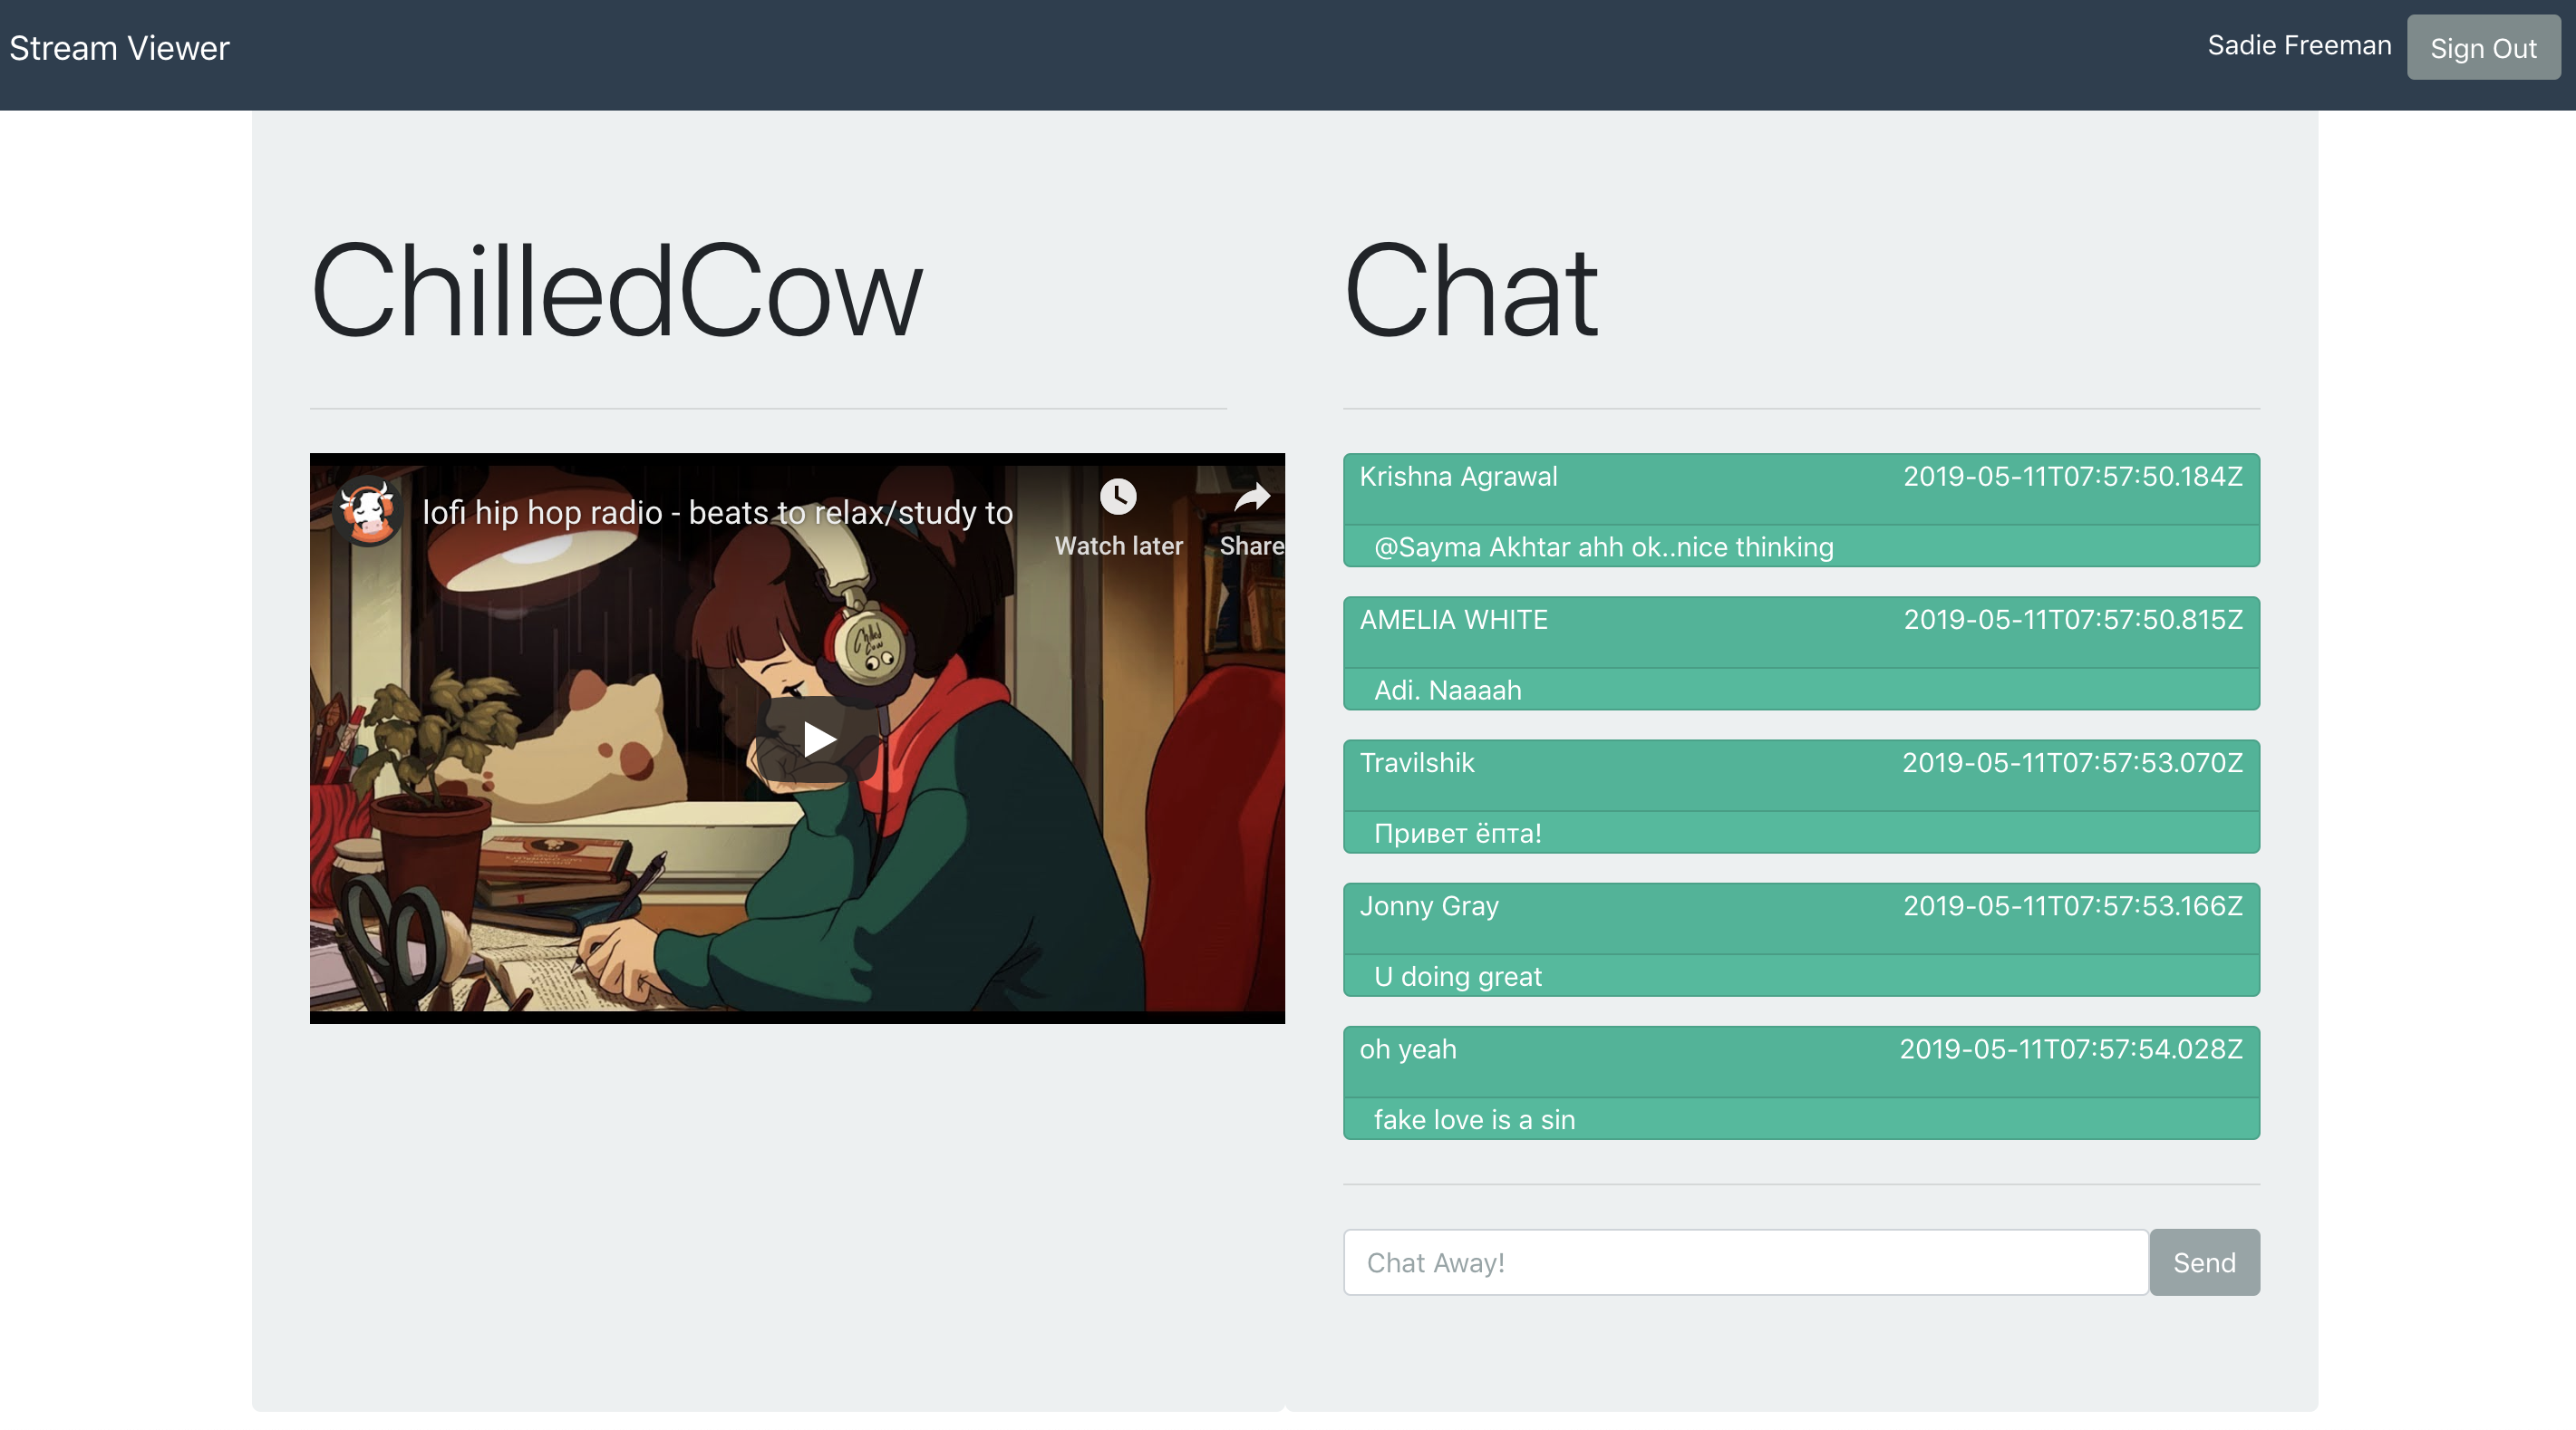 Stream Viewer
Sadie Freeman
Sign Out
ChilledCow
lofi hip hop radio - beats to relax/study to
Watch later
Share
Chilled
Cow
Chat
Krishna Agrawal 2019-05-11T07:57:50.184Z
@Sayma Akhtar ahh ok..nice thinking
AMELIA WHITE 2019-05-11T07:57:50.815Z
Adi. Naaaah
Travilshik 2019-05-11T07:57:53.070Z
Привет ёпта!
Jonny Gray 2019-05-11T07:57:53.166Z
U doing great
oh yeah 2019-05-11T07:57:54.028Z
fake love is a sin
Chat Away!
Send